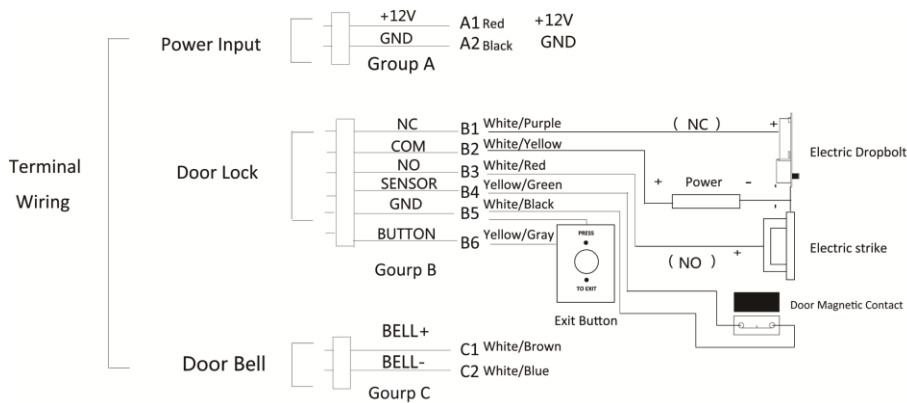 Terminal
Wiring
Power Input
+12V
A1 Red
+12V
GND
A2 Black
GND
Group A
Door Lock
NC
B1 White/Purple
( NC )
+
COM
B2 White/Yellow
NO
B3 White/Red
SENSOR
B4 Yellow/Green
GND
B5 White/Black
BUTTON
B6 Yellow/Gray
Gourp B
Electric Dropbolt
+ Power -
-
-
PRESS
TO EXIT
Exit Button
( NO )
+
Electric strike
Door Magnetic Contact
Door Bell
BELL+
C1 White/Brown
BELL-
C2 White/Blue
Gourp C